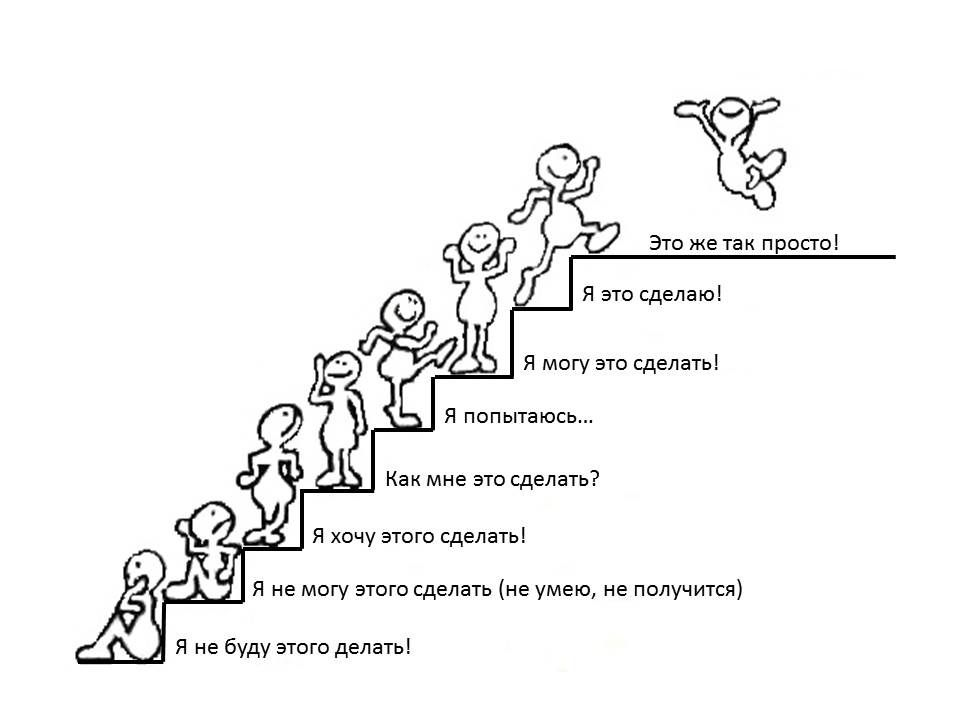 Это же так просто!
Я это сделаю!
Я могу это сделать!
Я попытаюсь...
Как мне это сделать?
Я хочу этого сделать!
Я не могу этого сделать (не умею, не получится)
Я не буду этого делать!